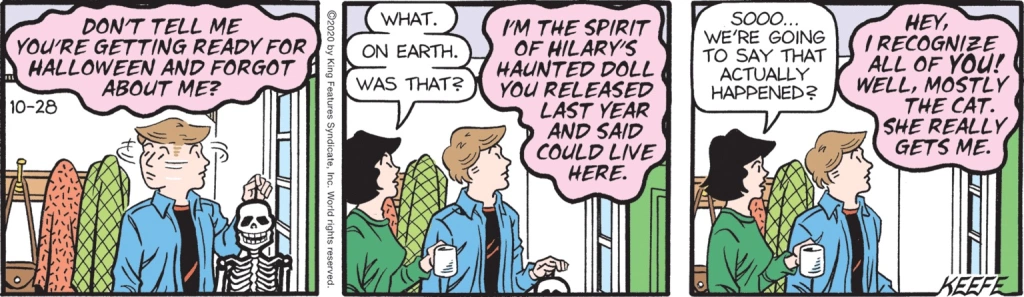 DON'T TELL ME
YOU'RE GETTING READY FOR
HALLOWEEN AND FORGOT
ABOUT ME?
10-28
©2020 by King Features Syndicate, Inc. World rights reserved.
WHAT.
ON EARTH.
WAS THAT?
I'M THE SPIRIT
OF HILARY'S
HAUNTED DOLL
YOU RELEASED
LAST YEAR
AND SAID
COULD LIVE
HERE.
SOOO...
WE'RE GOING
TO SAY THAT
ACTUALLY
HAPPENED?
HEY,
I RECOGNIZE
ALL OF YOU!
WELL, MOSTLY
THE CAT.
SHE REALLY
GETS ME.
KEEFE